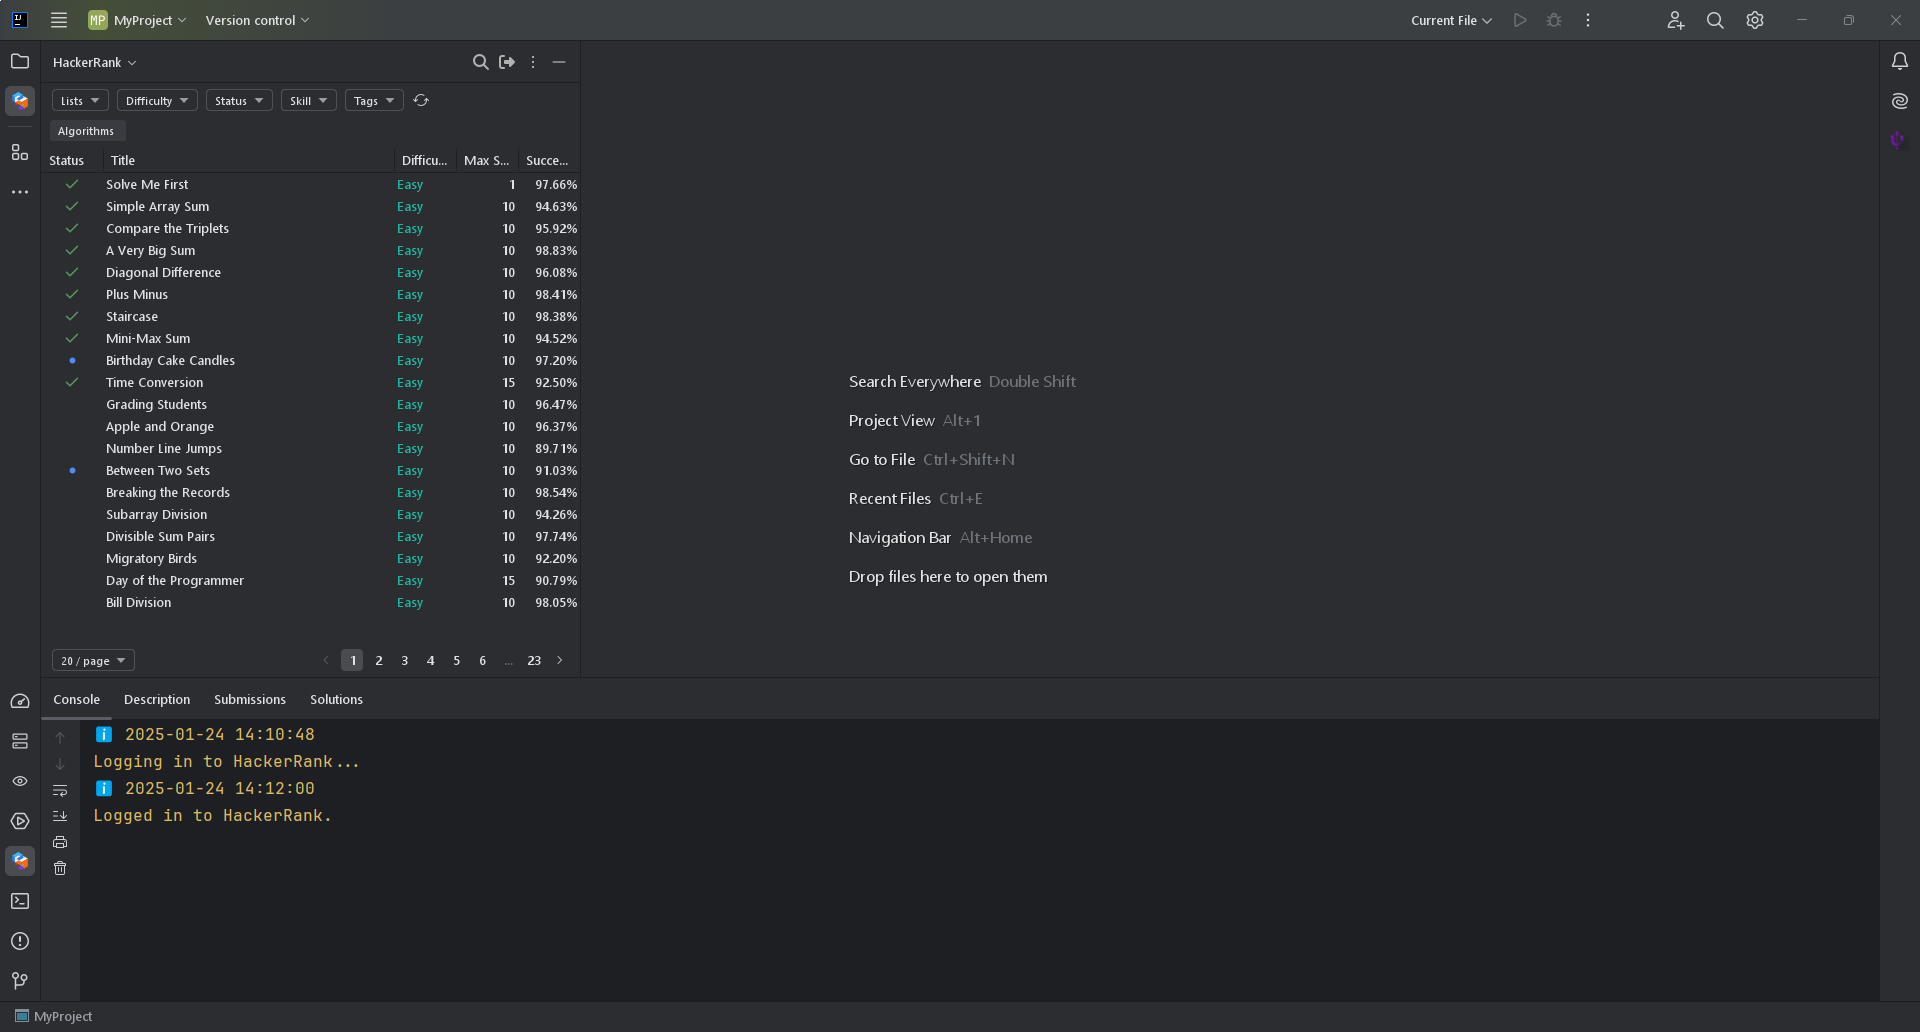 MP MyProject Version control Current File
HackerRank
Lists Difficulty Status Skill Tags
Algorithms
Status Title Difficu... Max S... Succe...
Solve Me First Easy 1 97.66%
Simple Array Sum Easy 10 94.63%
Compare the Triplets Easy 10 95.92%
A Very Big Sum Easy 10 98.83%
Diagonal Difference Easy 10 96.08%
Plus Minus Easy 10 98.41%
Staircase Easy 10 98.38%
Mini-Max Sum Easy 10 94.52%
Birthday Cake Candles Easy 10 97.20%
Time Conversion Easy 15 92.50%
Grading Students Easy 10 96.47%
Apple and Orange Easy 10 96.37%
Number Line Jumps Easy 10 89.71%
Between Two Sets Easy 10 91.03%
Breaking the Records Easy 10 98.54%
Subarray Division Easy 10 94.26%
Divisible Sum Pairs Easy 10 97.74%
Migratory Birds Easy 10 92.20%
Day of the Programmer Easy 15 90.79%
Bill Division Easy 10 98.05%
20 / page 1 2 3 4 5 6 ... 23
Search Everywhere Double Shift
Project View Alt+1
Go to File Ctrl+Shift+N
Recent Files Ctrl+E
Navigation Bar Alt+Home
Drop files here to open them
Console Description Submissions Solutions
2025-01-24 14:10:48
Logging in to HackerRank...
2025-01-24 14:12:00
Logged in to HackerRank.
MyProject